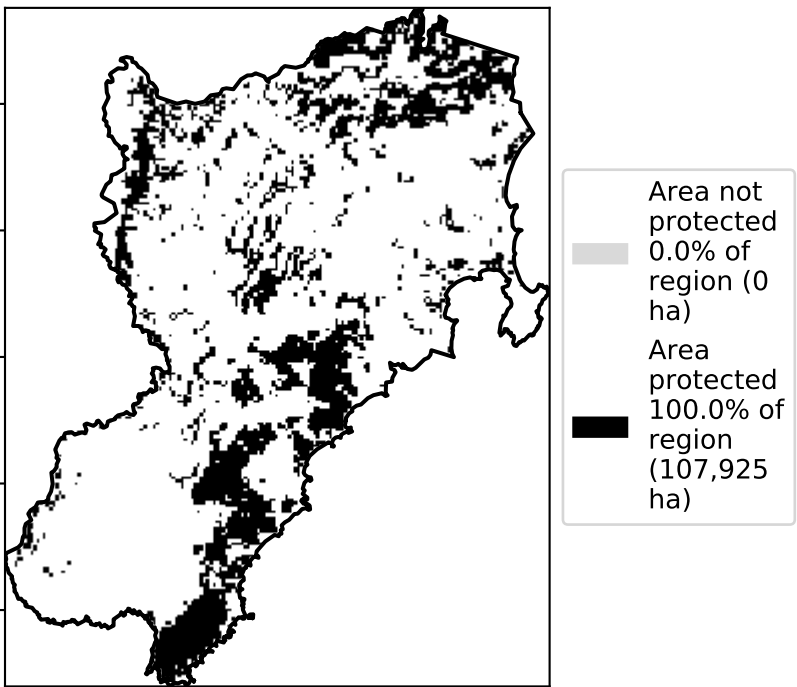 Area not
protected
0.0% of
region (0
ha)
Area
protected
100.0% of
region
(107,925
ha)